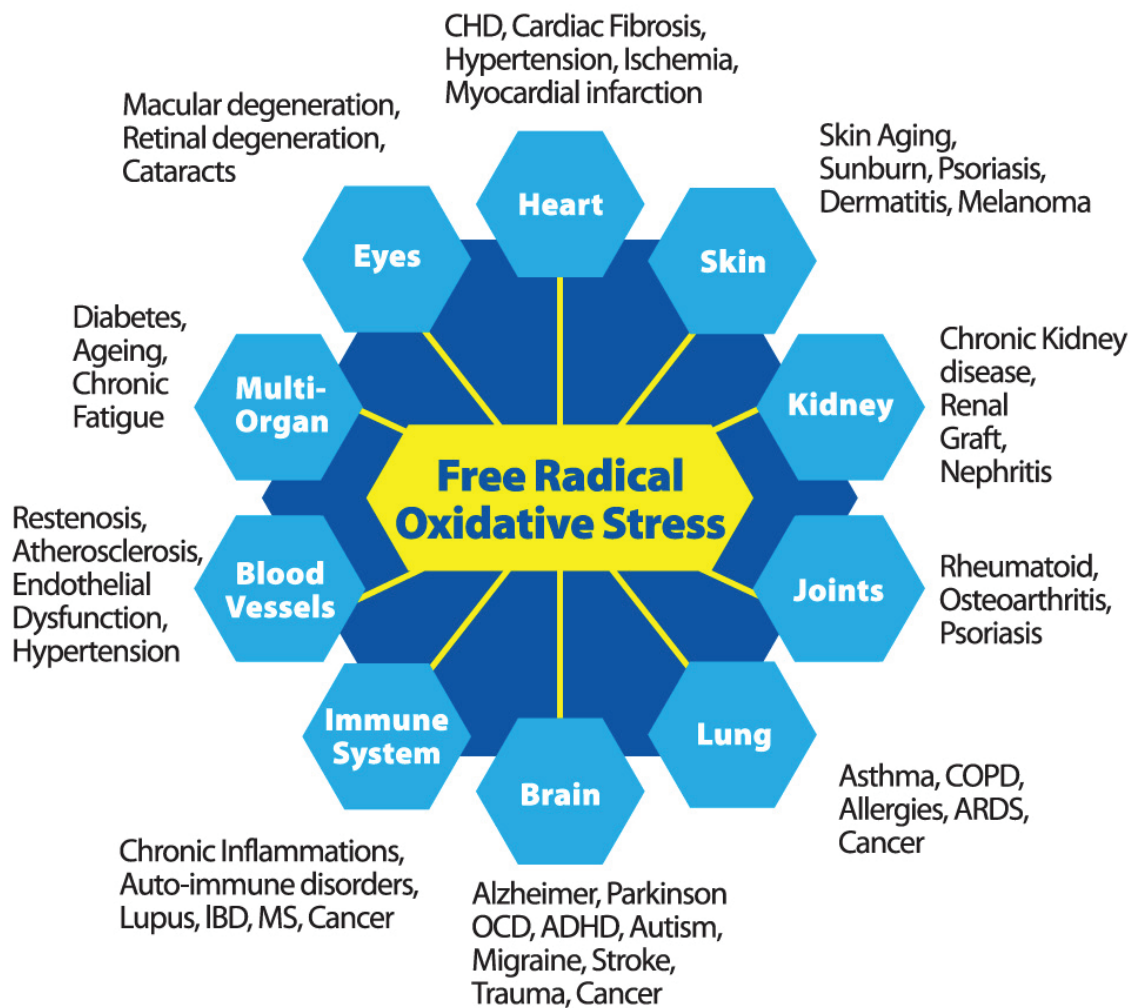 CHD, Cardiac Fibrosis,
Hypertension, Ischemia,
Myocardial infarction
Macular degeneration,
Retinal degeneration,
Cataracts
Skin Aging,
Sunburn, Psoriasis,
Dermatitis, Melanoma
Heart
Eyes
Skin
Diabetes,
Ageing,
Chronic
Fatigue
Multi-
Organ
Kidney
Chronic Kidney
disease,
Renal
Graft,
Nephritis
Free Radical
Oxidative Stress
Restenosis,
Atherosclerosis,
Endothelial
Dysfunction,
Hypertension
Blood
Vessels
Joints
Rheumatoid,
Osteoarthritis,
Psoriasis
Immune
System
Lung
Brain
Asthma, COPD,
Allergies, ARDS,
Cancer
Chronic Inflammations,
Auto-immune disorders,
Lupus, IBD, MS, Cancer
Alzheimer, Parkinson
OCD, ADHD, Autism,
Migraine, Stroke,
Trauma, Cancer